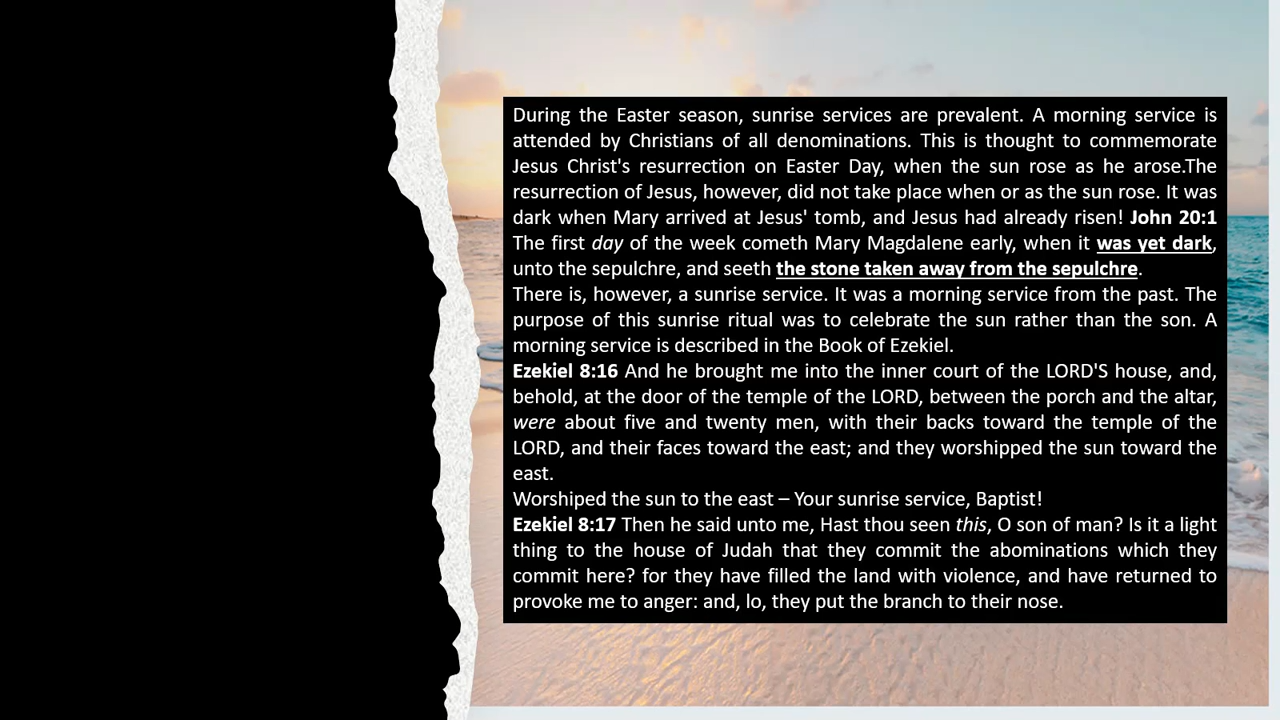 During the Easter season, sunrise services are prevalent. A morning service is
attended by Christians of all denominations. This is thought to commemorate
Jesus Christ's resurrection on Easter Day, when the sun rose as he arose.The
resurrection of Jesus, however, did not take place when or as the sun rose. It was
dark when Mary arrived at Jesus' tomb, and Jesus had already risen! John 20:1
The first day of the week cometh Mary Magdalene early, when it was yet dark,
unto the sepulchre, and seeth the stone taken away from the sepulchre.
There is, however, a sunrise service. It was a morning service from the past. The
purpose of this sunrise ritual was to celebrate the sun rather than the son. A
morning service is described in the Book of Ezekiel.
Ezekiel 8:16 And he brought me into the inner court of the LORD'S house, and,
behold, at the door of the temple of the LORD, between the porch and the altar,
were about five and twenty men, with their backs toward the temple of the
LORD, and their faces toward the east; and they worshipped the sun toward the
east.
Worshiped the sun to the east – Your sunrise service, Baptist!
Ezekiel 8:17 Then he said unto me, Hast thou seen this, O son of man? Is it a light
thing to the house of Judah that they commit the abominations which they
commit here? for they have filled the land with violence, and have returned to
provoke me to anger: and, lo, they put the branch to their nose.